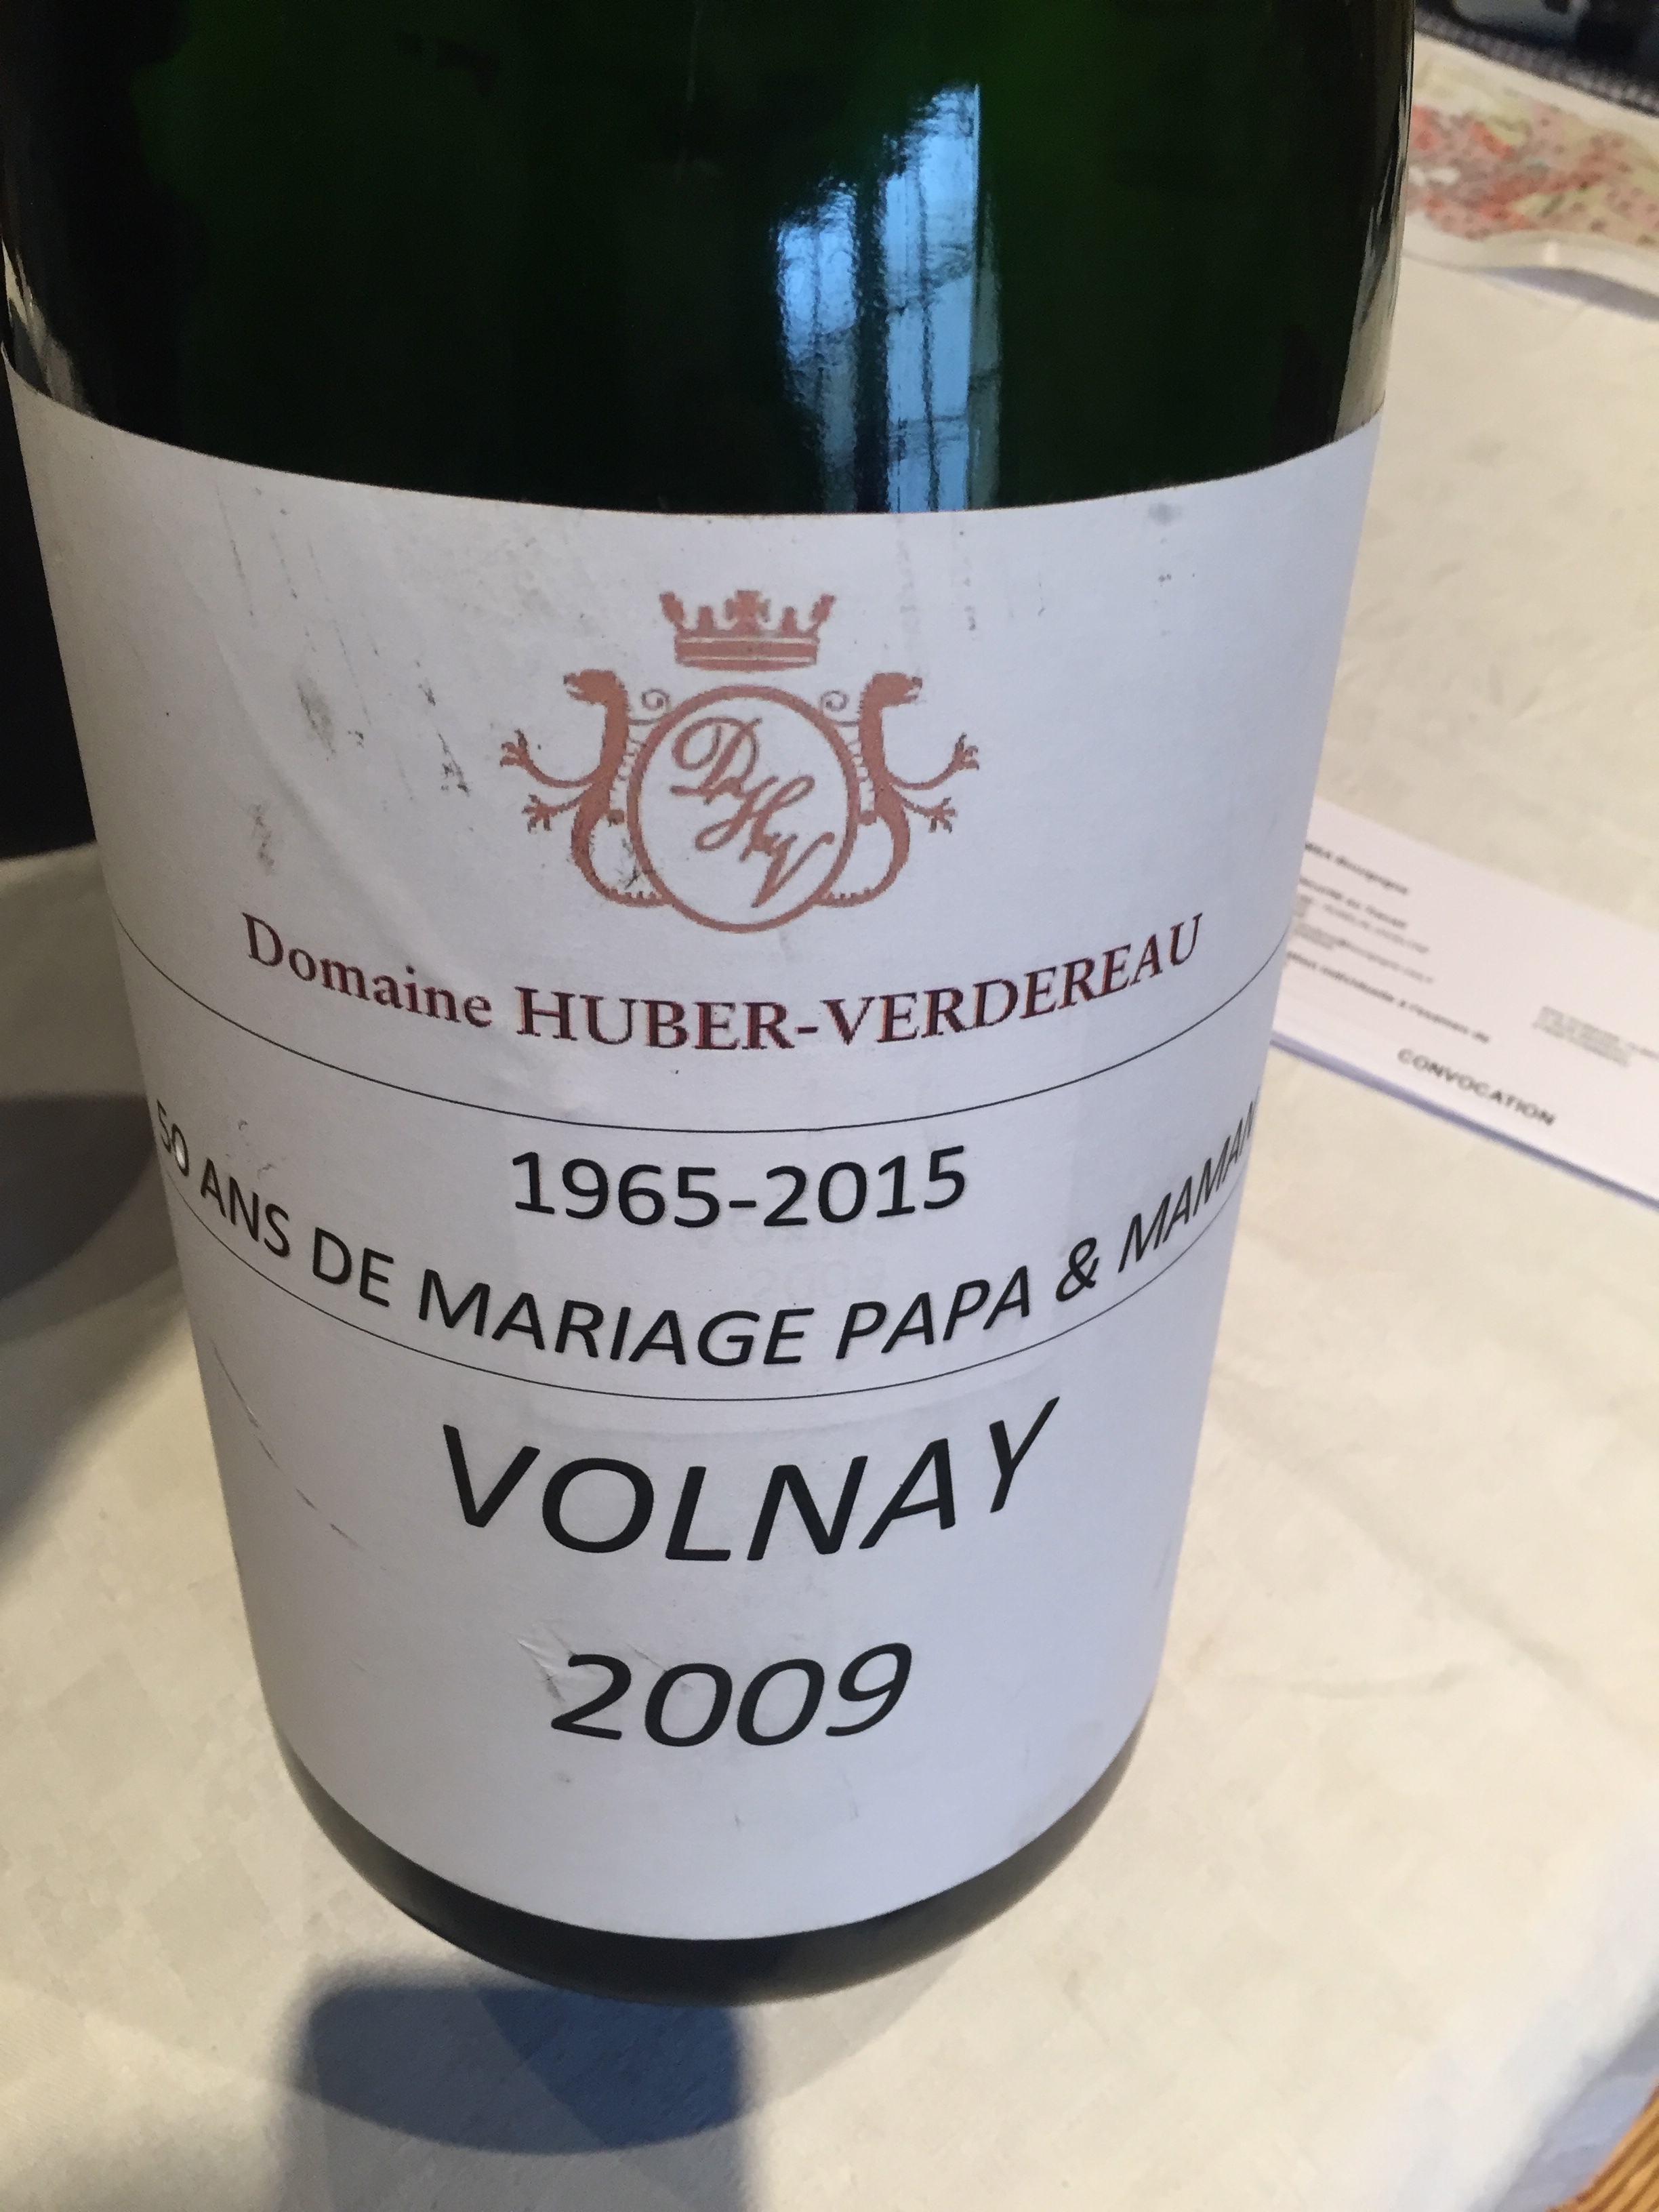 DHV
Domaine HUBER-VERDEREAU
1965-2015
50 ANS DE MARIAGE PAPA & MAMAN
VOLNAY
2009
CONVOCATION